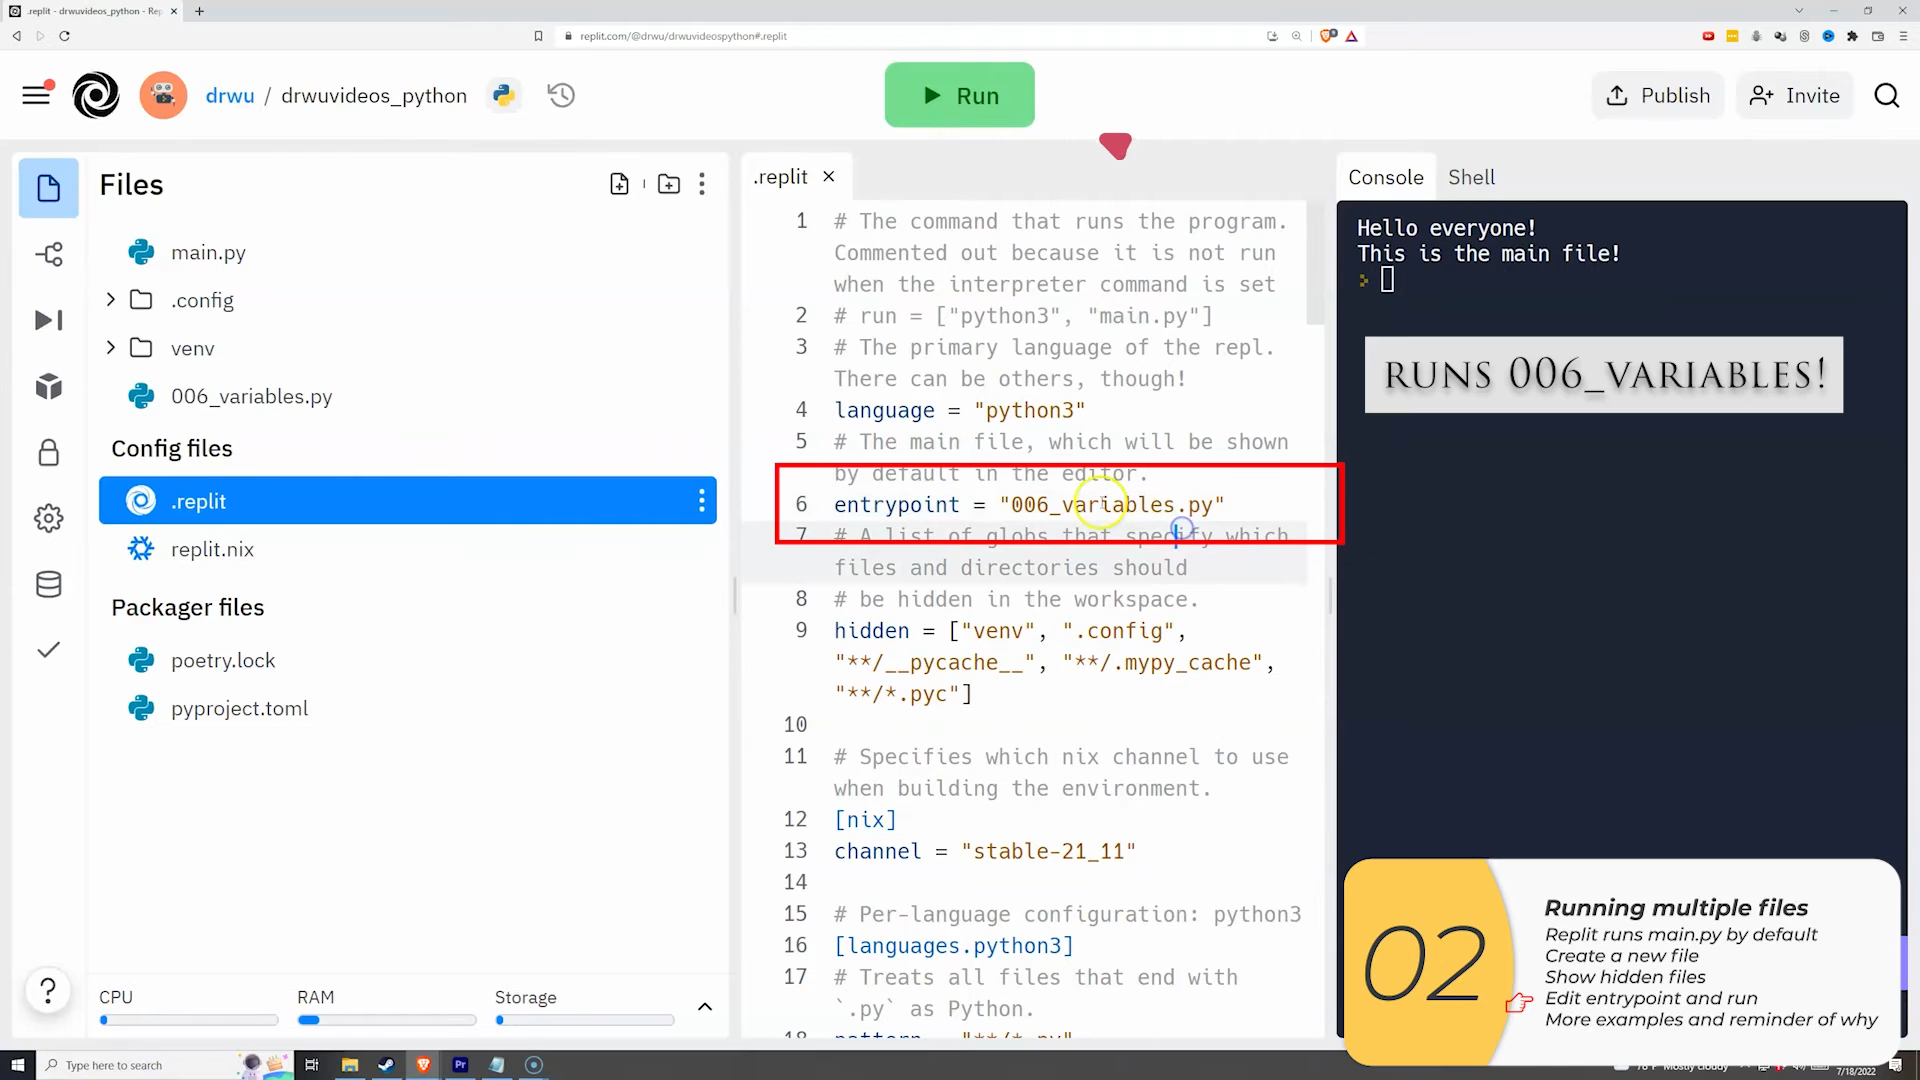 .replit - drwuvideos_python - Rep
replit.com/@drwu/drwuvideospython#.replit
drwu / drwuvideos_python
Run
Publish
Invite
Files
main.py
.config
venv
006_variables.py
Config files
.replit
replit.nix
Packager files
poetry.lock
pyproject.toml
CPU
RAM
Storage
.replit
1 # The command that runs the program.
Commented out because it is not run
when the interpreter command is set
2 # run = ["python3", "main.py"]
3 # The primary language of the repl.
There can be others, though!
4 language = "python3"
5 # The main file, which will be shown
by default in the editor.
6 entrypoint = "006_variables.py"
7 # A list of globs that specify which
files and directories should
8 # be hidden in the workspace.
9 hidden = ["venv", ".config",
"**/__pycache__", "**/.mypy_cache",
"**/*.pyc"]
10
11 # Specifies which nix channel to use
when building the environment.
12 [nix]
13 channel = "stable-21_11"
14
15 # Per-language configuration: python3
16 [languages.python3]
17 # Treats all files that end with
`.py` as Python.
18 pattern = "**/*.py"
Console
Shell
Hello everyone!
This is the main file!
RUNS 006_VARIABLES!
02
Running multiple files
Replit runs main.py by default
Create a new file
Show hidden files
Edit entrypoint and run
More examples and reminder of why
Type here to search
Pr
Mostly cloudy
7/18/2022